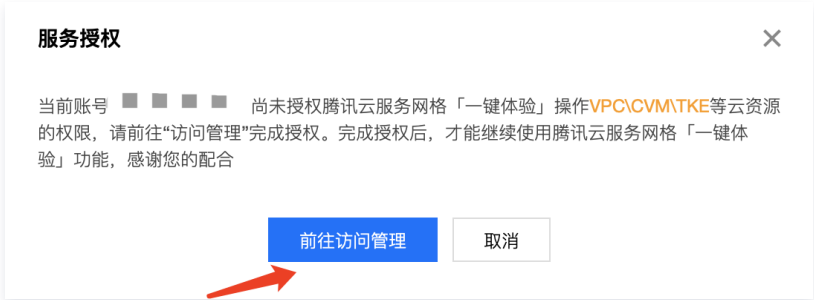 服务授权
当前账号 尚未授权腾讯云服务网格「一键体验」操作VPC\CVM\TKE等云资源
的权限，请前往“访问管理”完成授权。完成授权后，才能继续使用腾讯云服务网格「一键体
验」功能，感谢您的配合
前往访问管理
取消